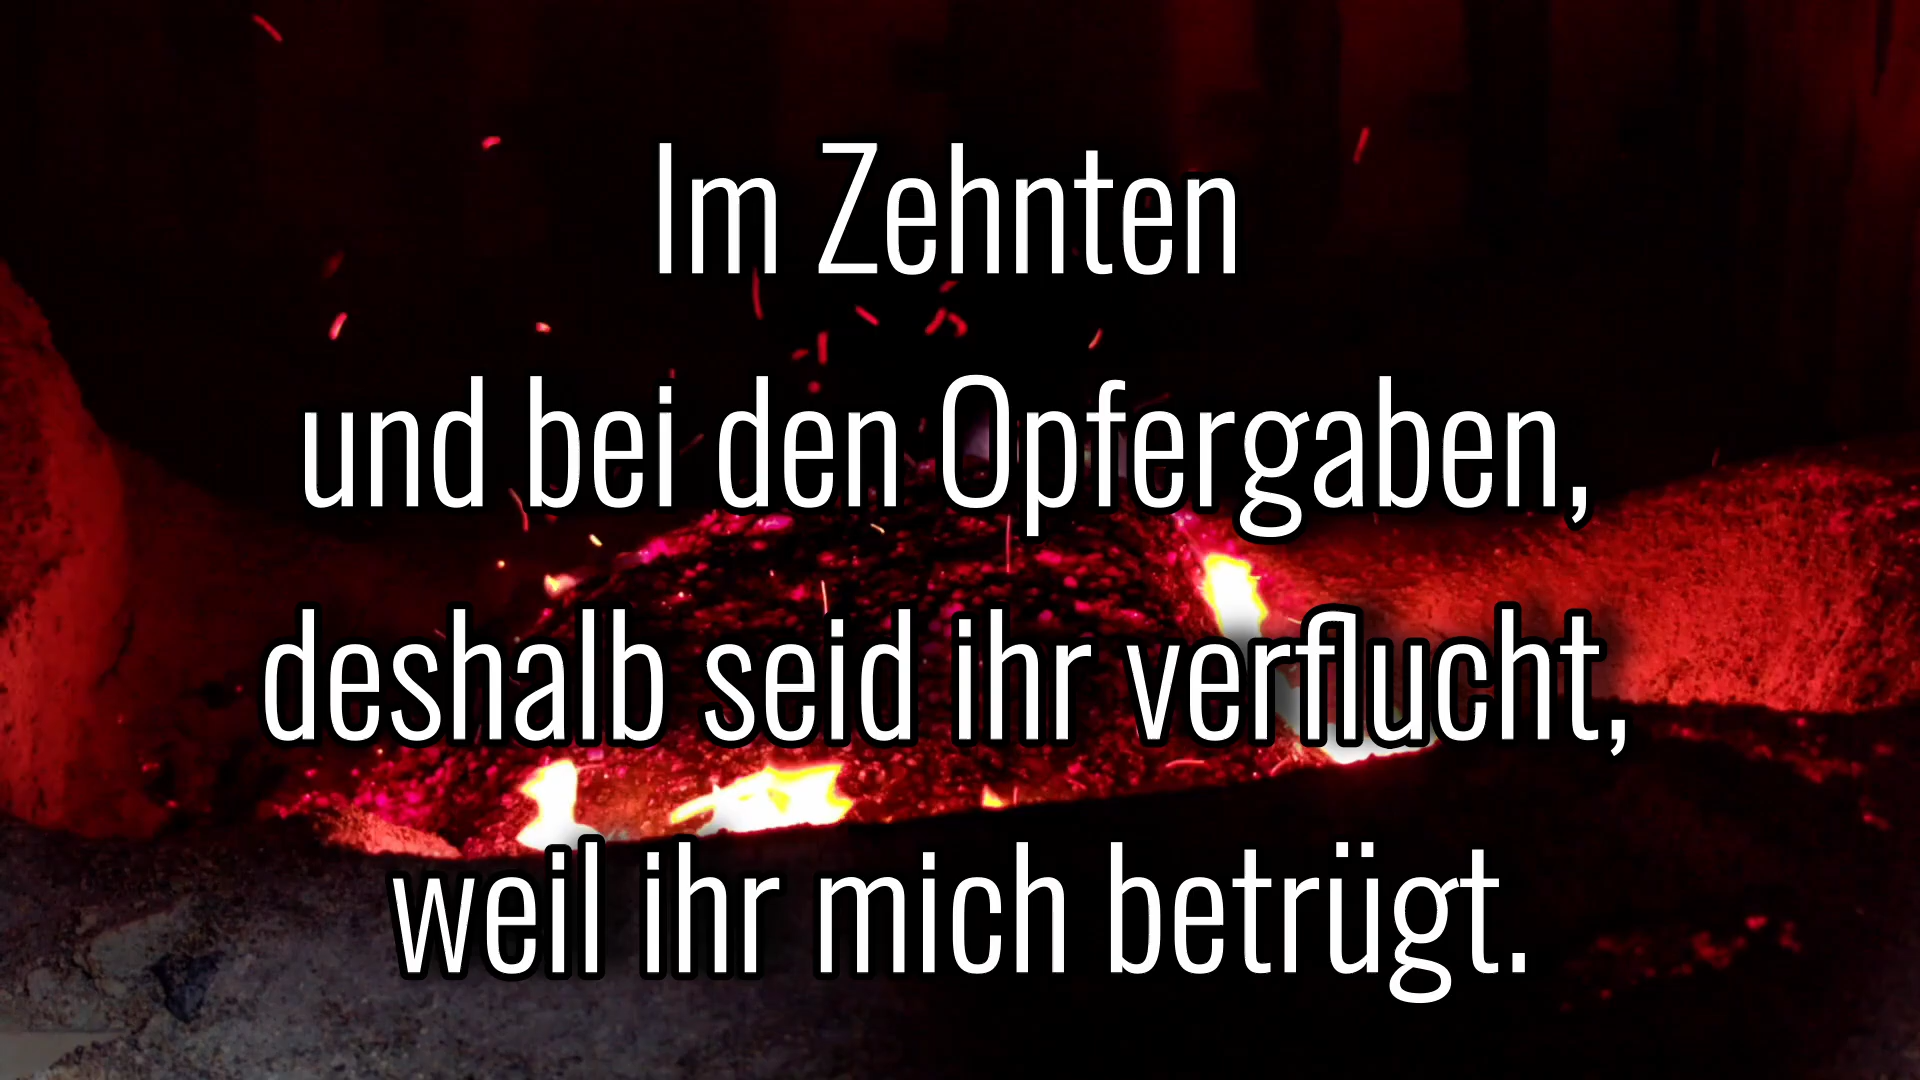 Im Zehnten
und bei den Opfergaben,
deshalb seid ihr verflucht,
weil ihr mich betrügt.